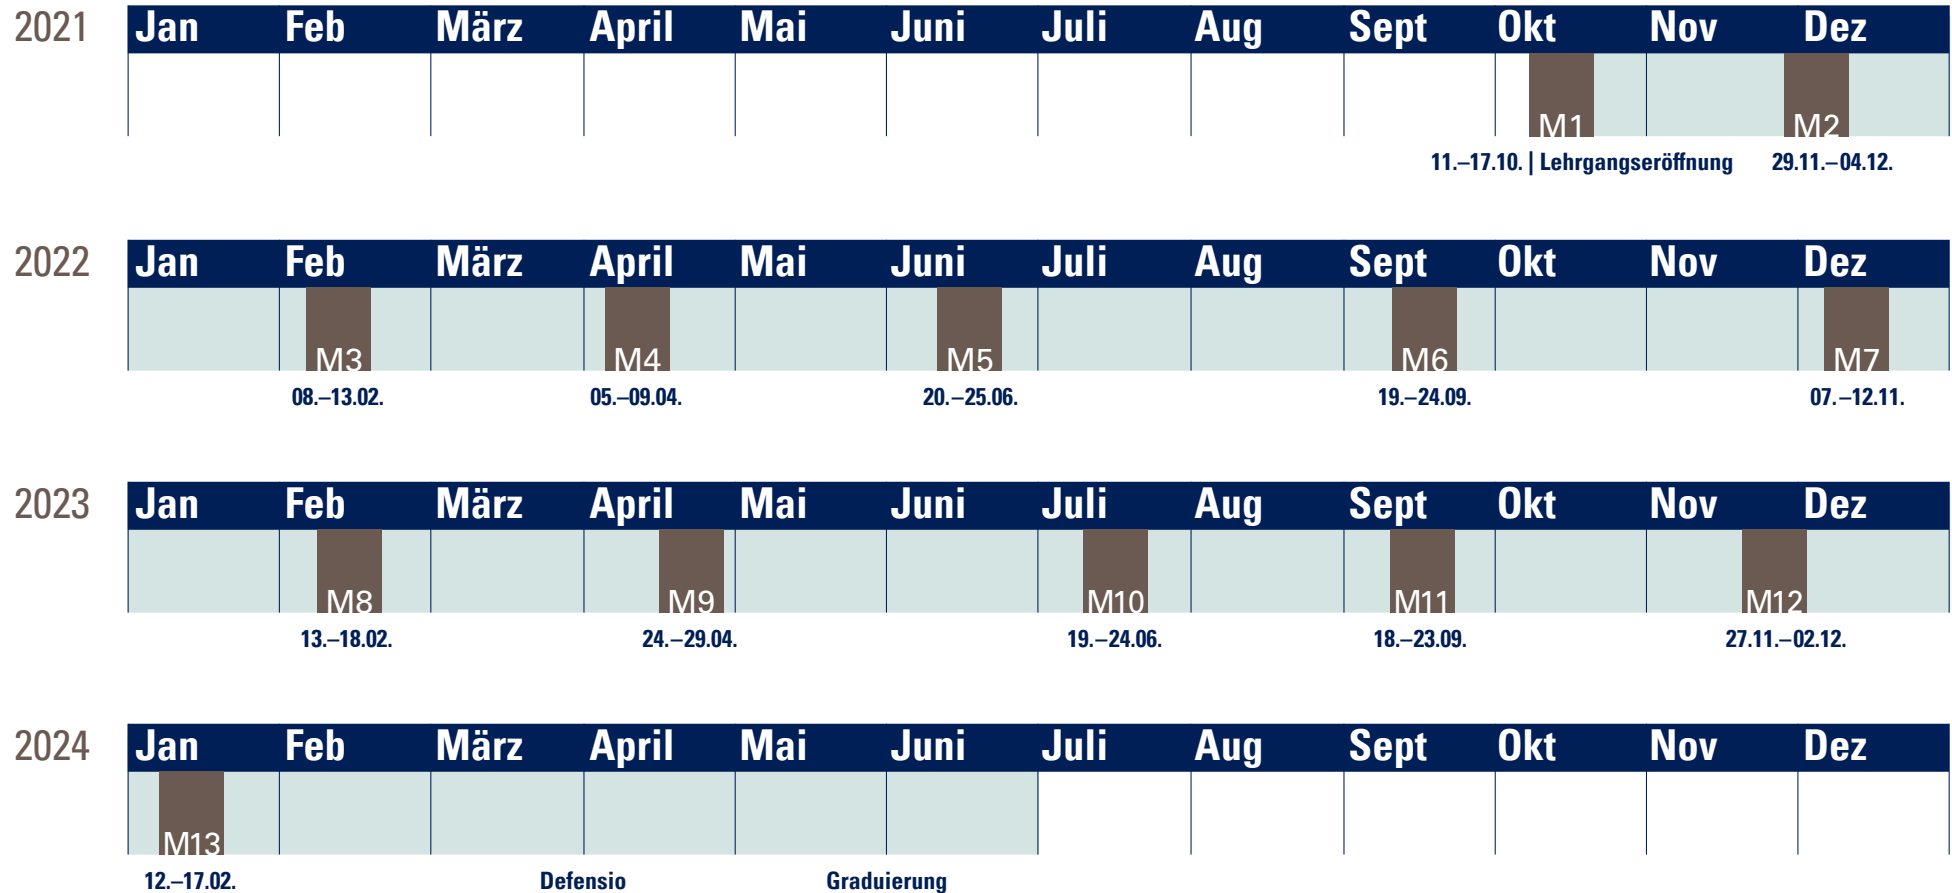 2021 Jan Feb März April Mai Juni Juli Aug Sept Okt Nov Dez
M1 M2
11.–17.10. | Lehrgangseröffnung 29.11.–04.12.
2022 Jan Feb März April Mai Juni Juli Aug Sept Okt Nov Dez
M3 M4 M5 M6 M7
08.–13.02. 05.–09.04. 20.–25.06. 19.–24.09. 07.–12.11.
2023 Jan Feb März April Mai Juni Juli Aug Sept Okt Nov Dez
M8 M9 M10 M11 M12
13.–18.02. 24.–29.04. 19.–24.06. 18.–23.09. 27.11.–02.12.
2024 Jan Feb März April Mai Juni Juli Aug Sept Okt Nov Dez
M13
12.–17.02. Defensio Graduierung